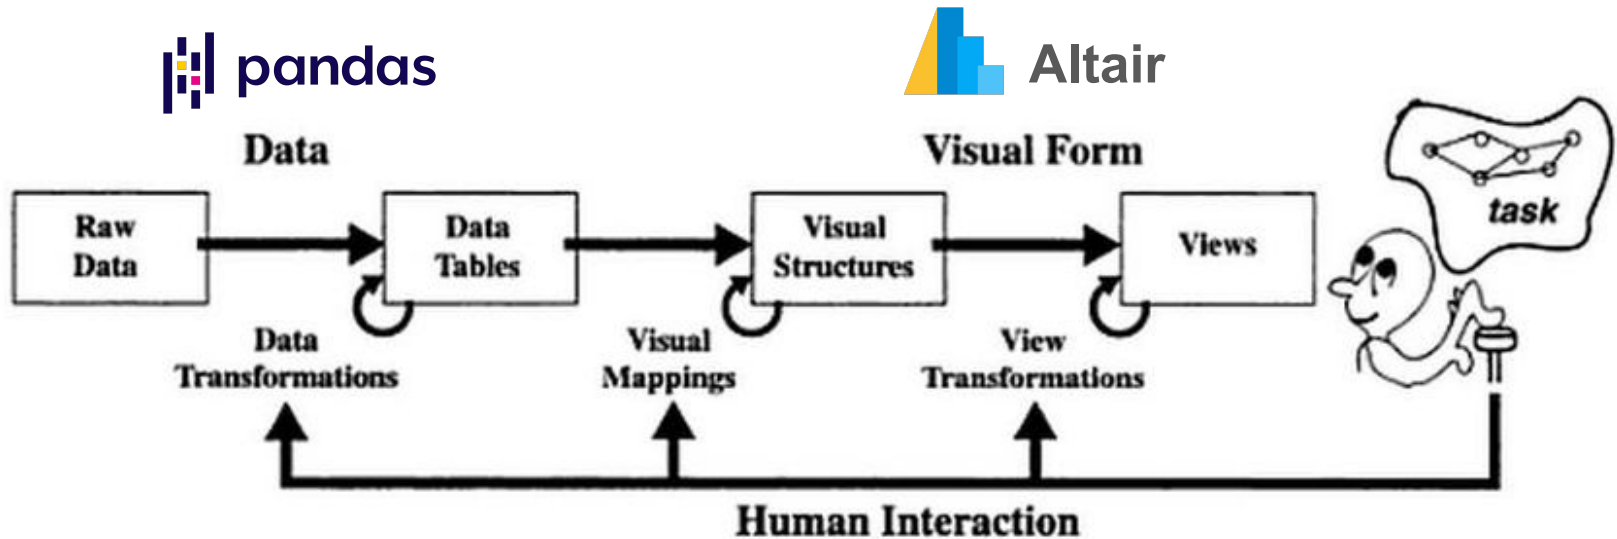 pandas
Altair
Data
Visual Form
task
Raw
Data
Data
Tables
Visual
Structures
Views
Data
Transformations
Visual
Mappings
View
Transformations
Human Interaction